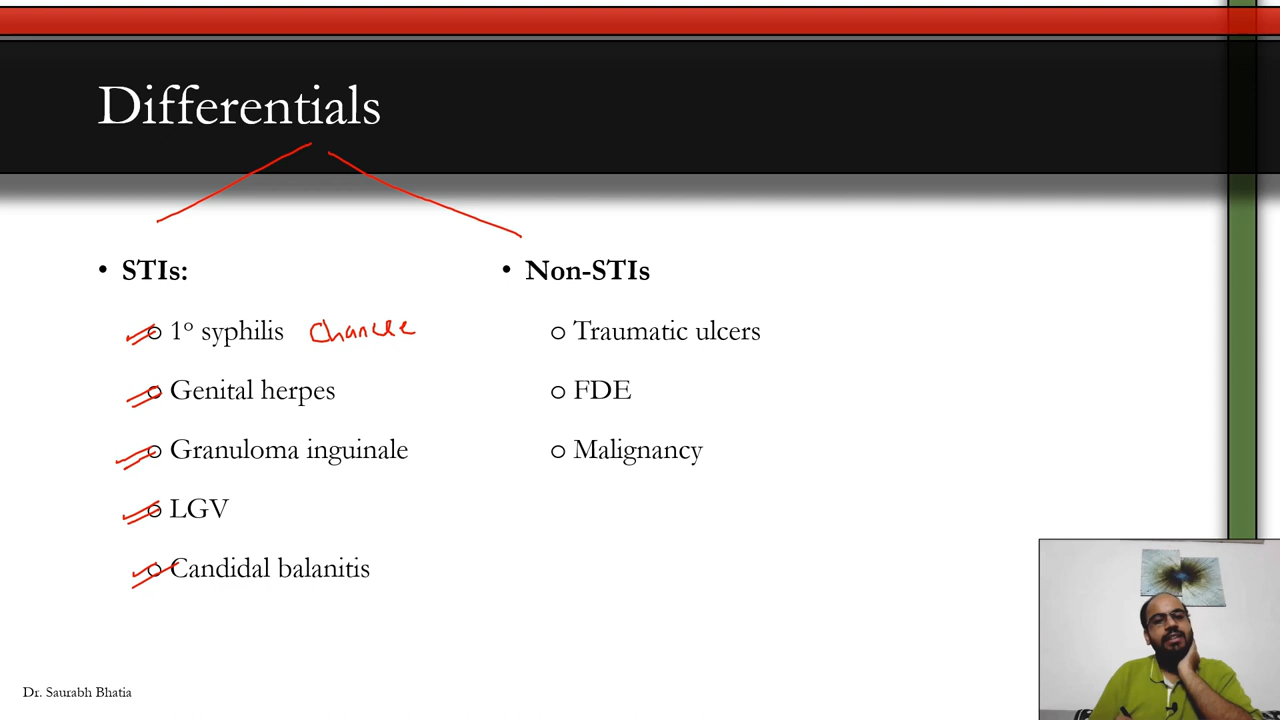 Differentials
• STIs:
o 1º syphilis Chancre
o Genital herpes
o Granuloma inguinale
o LGV
o Candidal balanitis
• Non-STIs
o Traumatic ulcers
o FDE
o Malignancy
Dr. Saurabh Bhatia